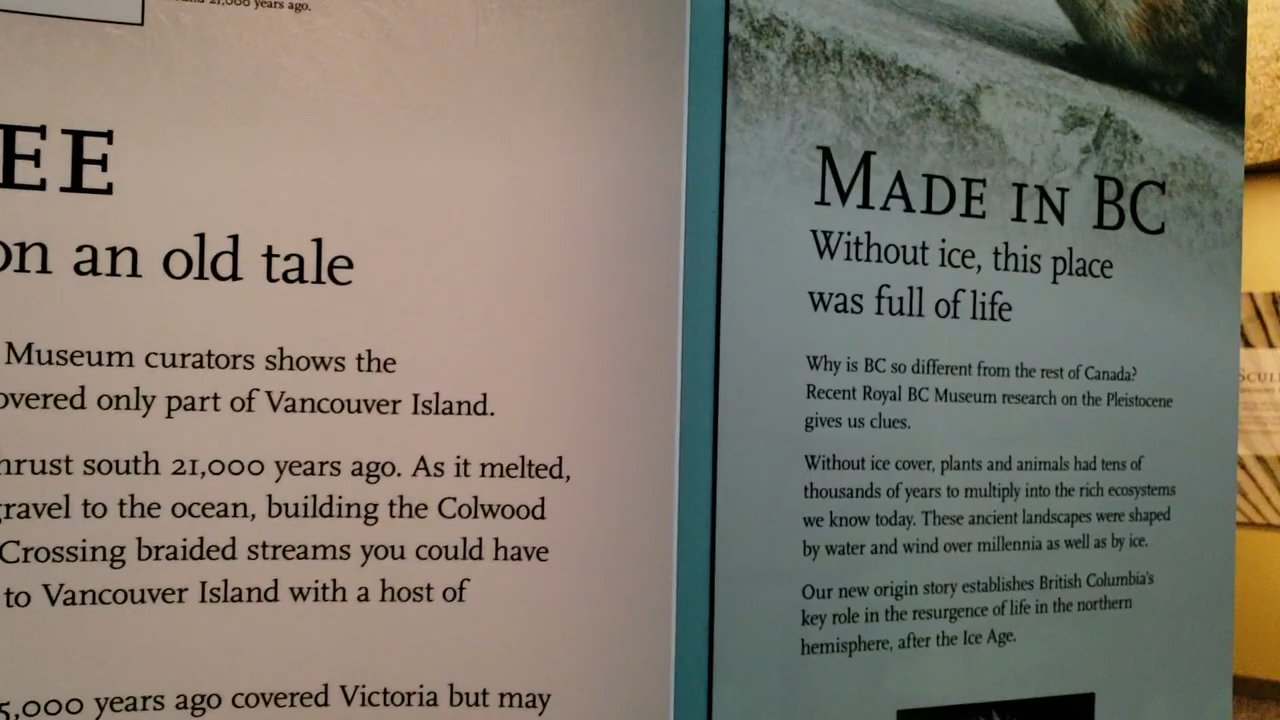 21,000 years ago.
EE
on an old tale
Museum curators shows the
only part of Vancouver Island.
south 21,000 years ago. As it melted,
to the ocean, building the Colwood
Crossing braided streams you could have
to Vancouver Island with a host of
years ago covered Victoria but may
MADE IN BC
Without ice, this place
was full of life
Why is BC so different from the rest of Canada?
Recent Royal BC Museum research on the Pleistocene
gives us clues.
Without ice cover, plants and animals had tens of
thousands of years to multiply into the rich ecosystems
we know today. These ancient landscapes were shaped
by water and wind over millennia as well as by ice.
Our new origin story establishes British Columbia's
key role in the resurgence of life in the northern
hemisphere, after the Ice Age.